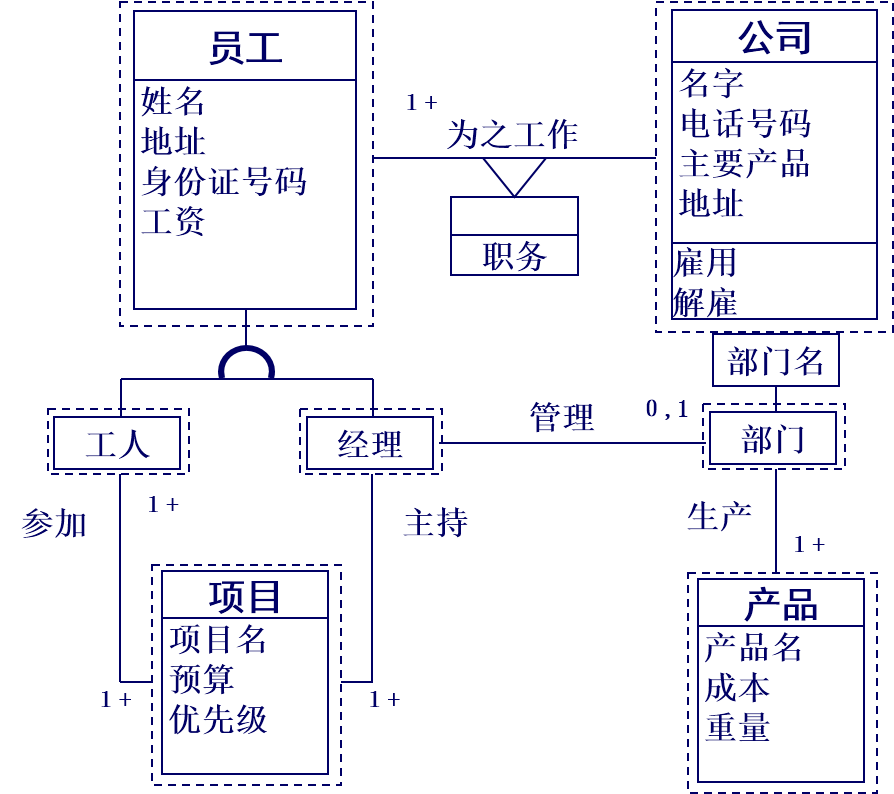 员工
姓名
地址
身份证号码
工资
1+
为之工作
职务
公司
名字
电话号码
主要产品
地址
雇用
解雇
部门名
工人
经理
管理
0,1
部门
参加
1+
主持
生产
1+
项目
项目名
预算
优先级
1+
1+
产品
产品名
成本
重量